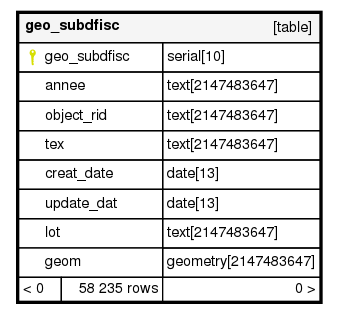 geo_subdfisc [table]
geo_subdfisc serial[10]
annee text[2147483647]
object_rid text[2147483647]
tex text[2147483647]
creat_date date[13]
update_dat date[13]
lot text[2147483647]
geom geometry[2147483647]
< 0 58 235 rows 0 >